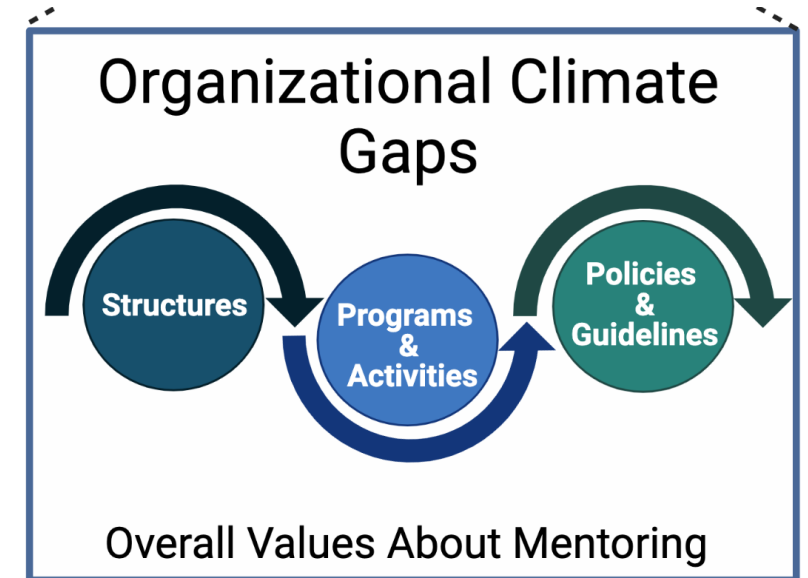 Organizational Climate
Gaps
Structures
Programs
&
Activities
Policies
&
Guidelines
Overall Values About Mentoring